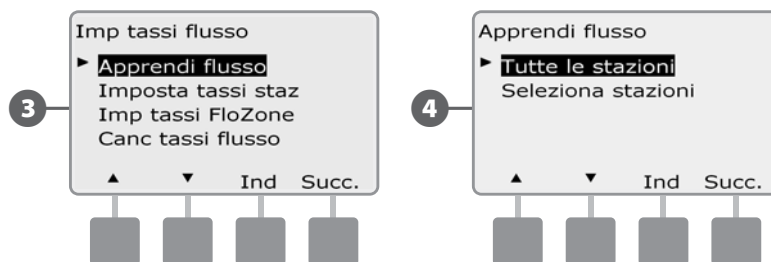 Imp tassi flusso
► Apprendi flusso
Imposta tassi staz
Imp tassi FloZone
Canc tassi flusso
▲ ▼ Ind Succ.
3
Apprendi flusso
► Tutte le stazioni
Seleziona stazioni
▲ ▼ Ind Succ.
4